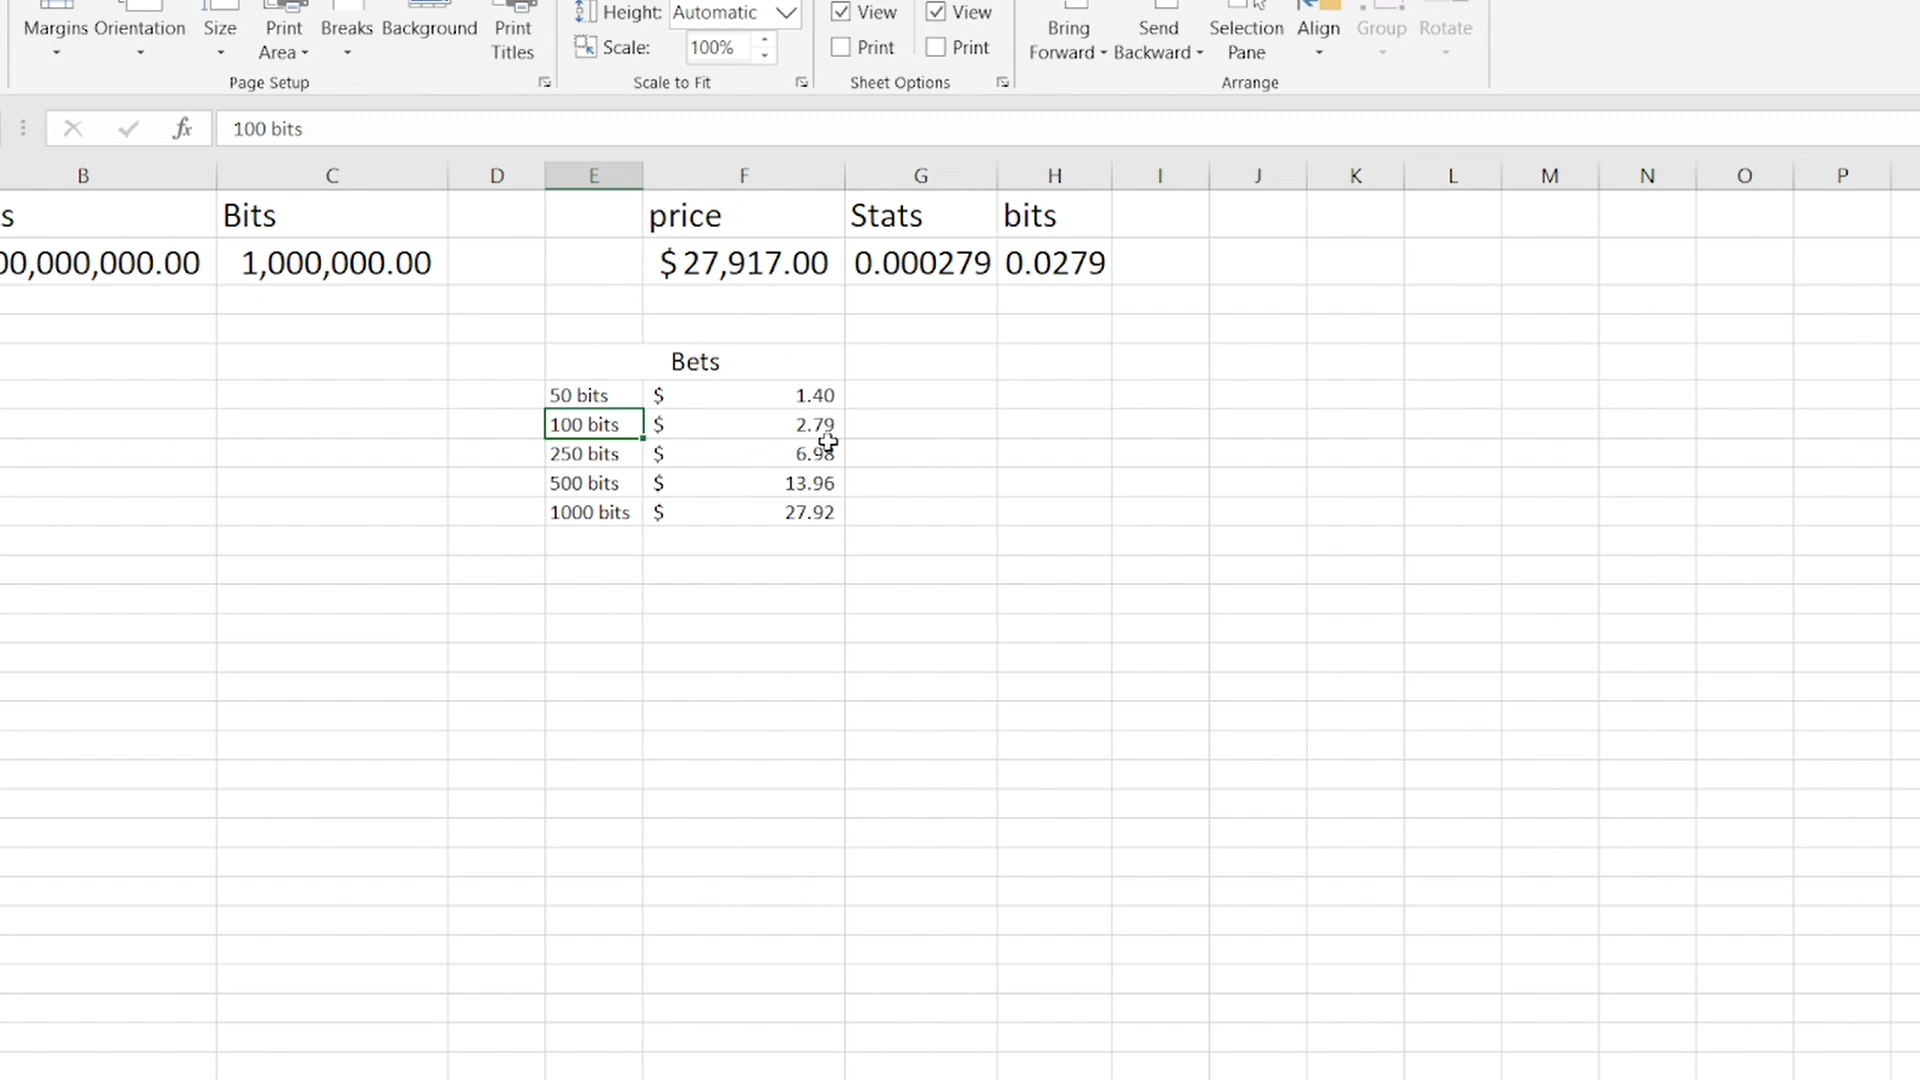 Margins Orientation Size Print Area Breaks Background Print Titles Height: Automatic View View Bring Forward Send Backward Selection Pane Align Group Rotate
Scale: 100% Print Print
Page Setup Scale to Fit Sheet Options Arrange
fx 100 bits
B C D E F G H I J K L M N O P
s Bits price Stats bits
00,000,000.00 1,000,000.00 $ 27,917.00 0.000279 0.0279
Bets
50 bits $ 1.40
100 bits $ 2.79
250 bits $ 6.98
500 bits $ 13.96
1000 bits $ 27.92